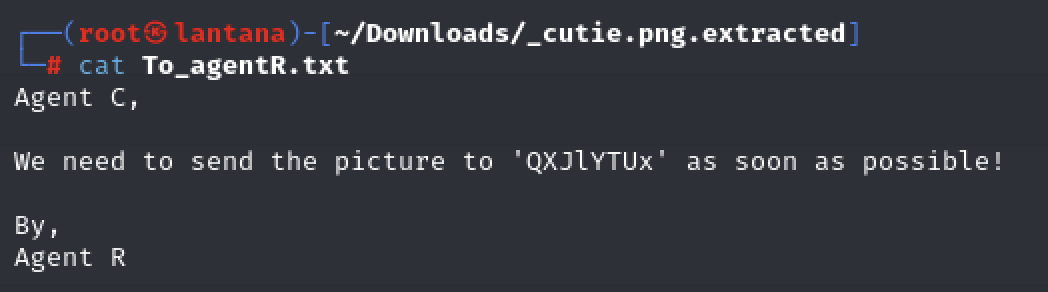 ┌──(root㉿lantana)-[~/Downloads/_cutie.png.extracted]
└─# cat To_agentR.txt
Agent C,
We need to send the picture to 'QXJlYTUx' as soon as possible!
By,
Agent R